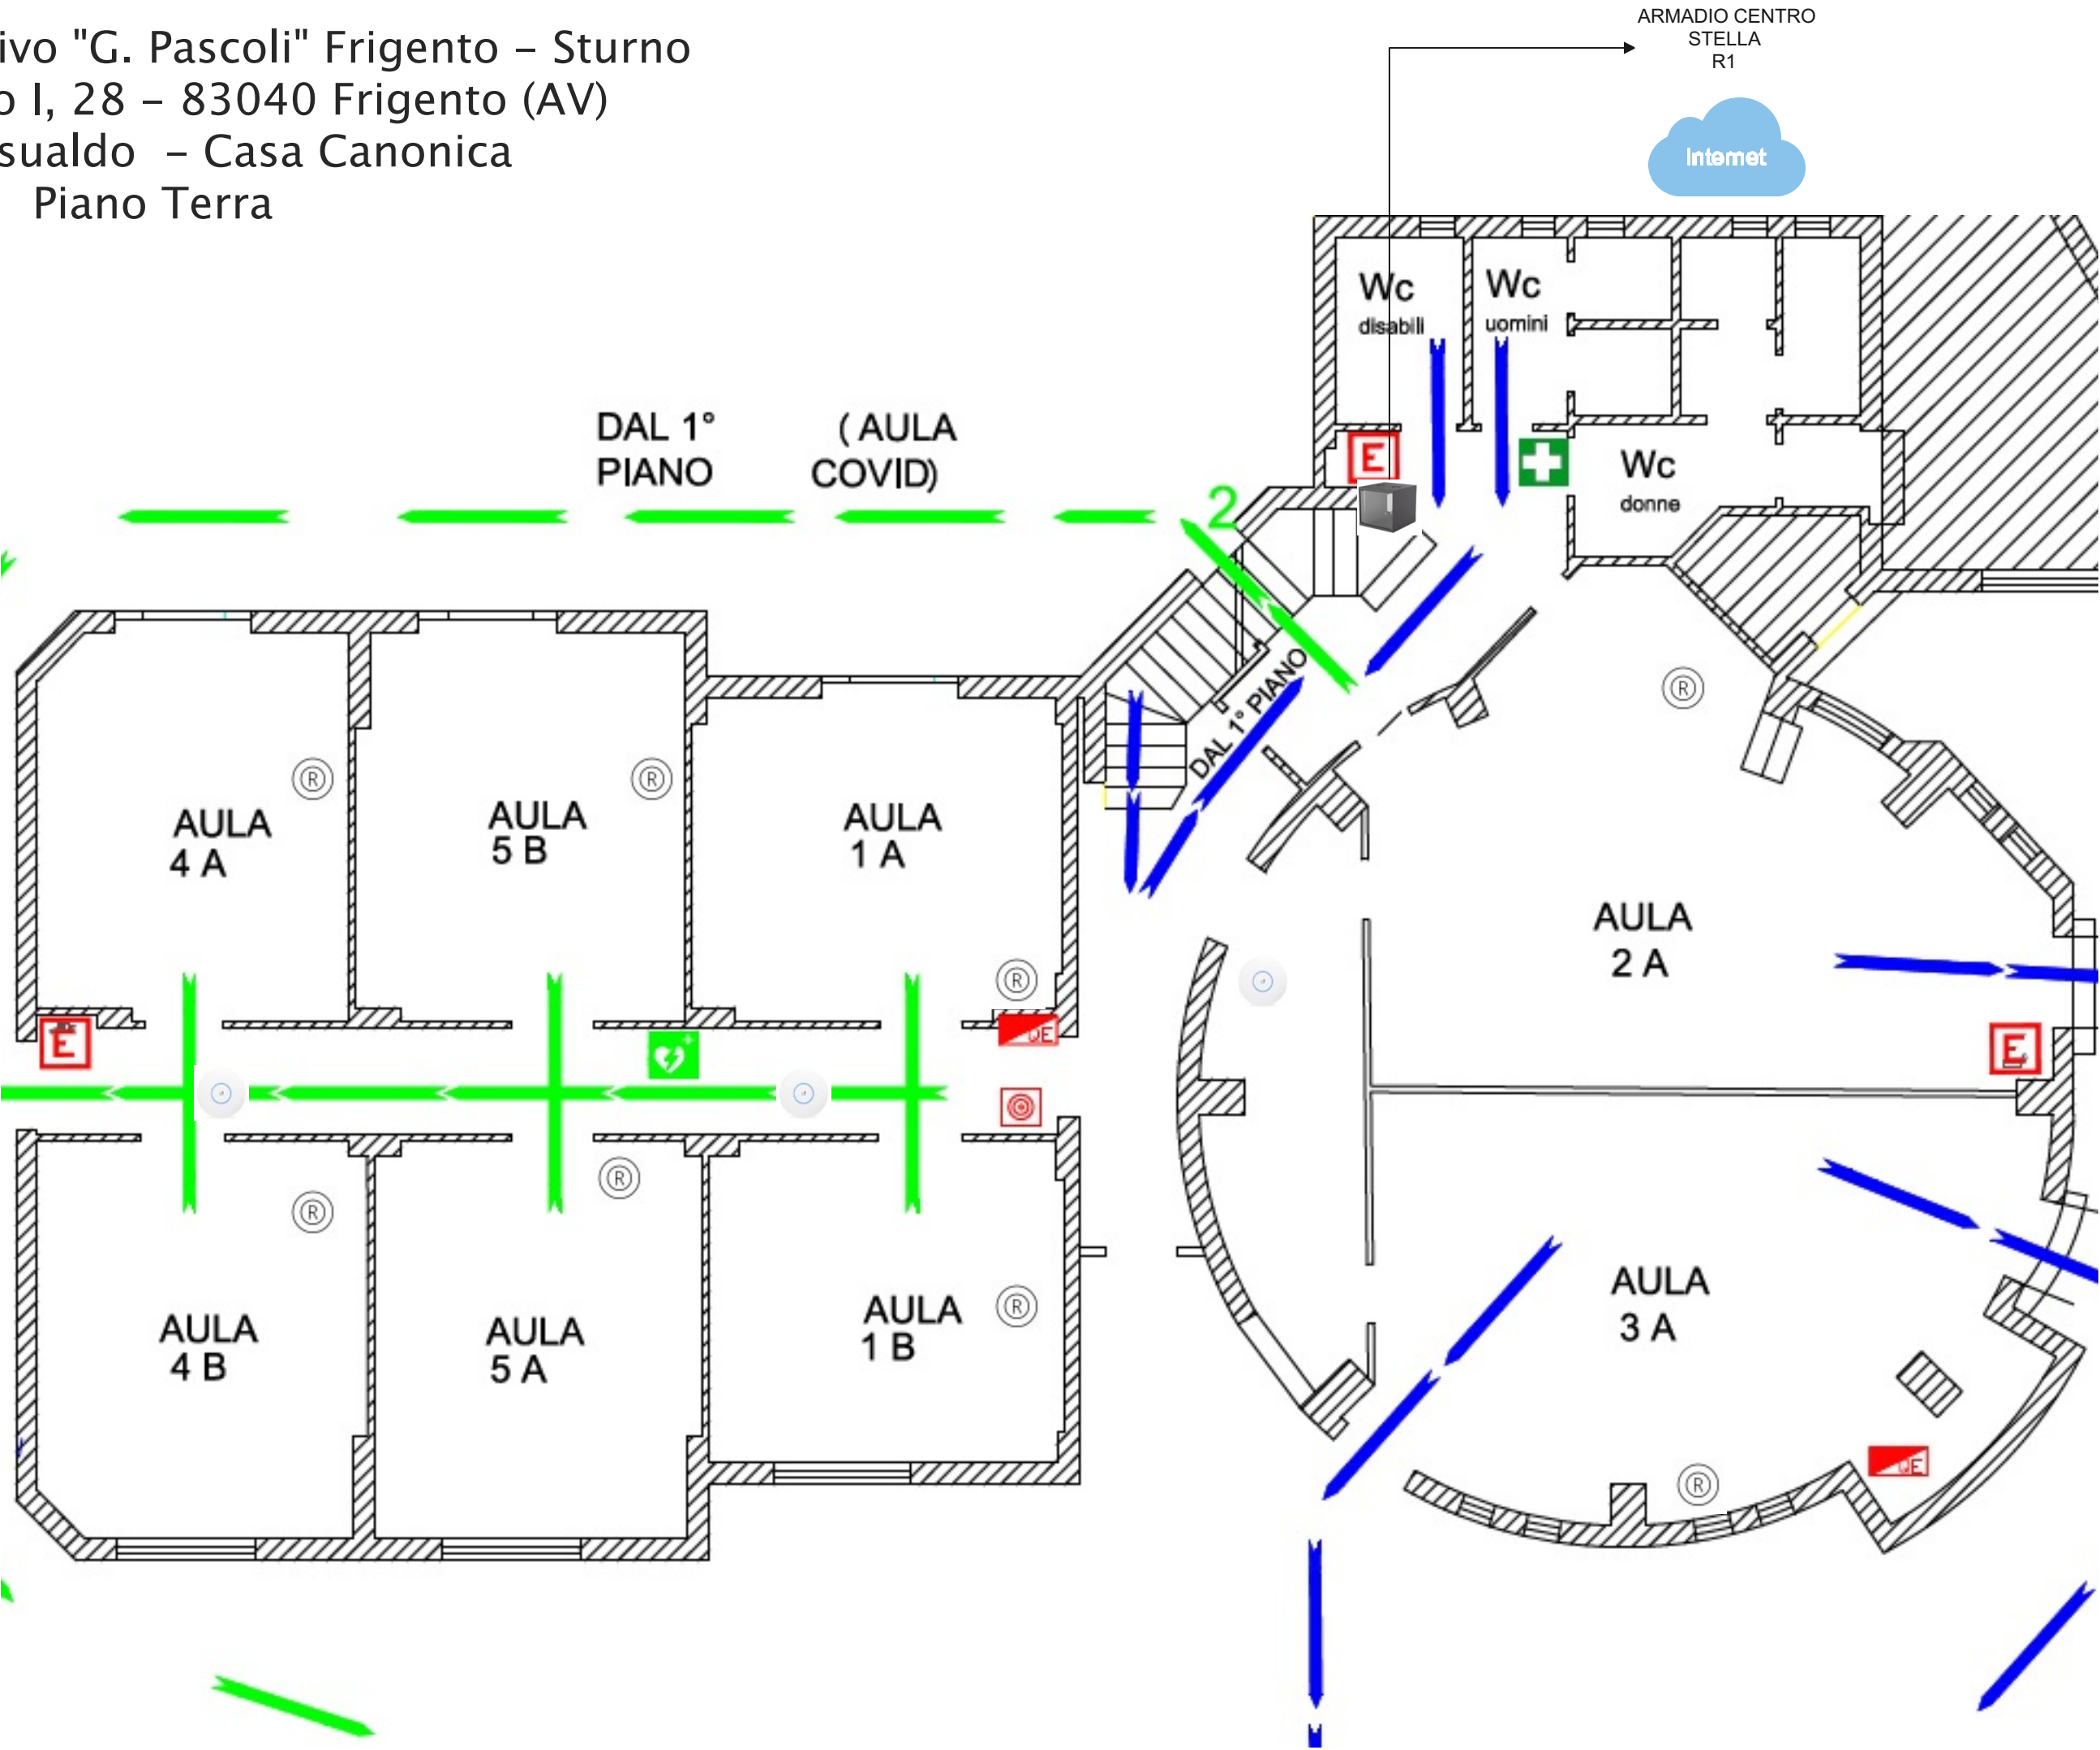 ivo "G. Pascoli" Frigento – Sturno
o I, 28 – 83040 Frigento (AV)
sualdo – Casa Canonica
Piano Terra
ARMADIO CENTRO
STELLA
R1
Internet
Wc
disabili
Wc
uomini
E
Wc
donne
DAL 1° ( AULA
PIANO COVID)
2
DAL 1° PIANO
R
R
R
AULA
4 A
AULA
5 B
AULA
1 A
R
AULA
2 A
E
QE
E
R
R
R
AULA
4 B
AULA
5 A
AULA
1 B
AULA
3 A
QE
R